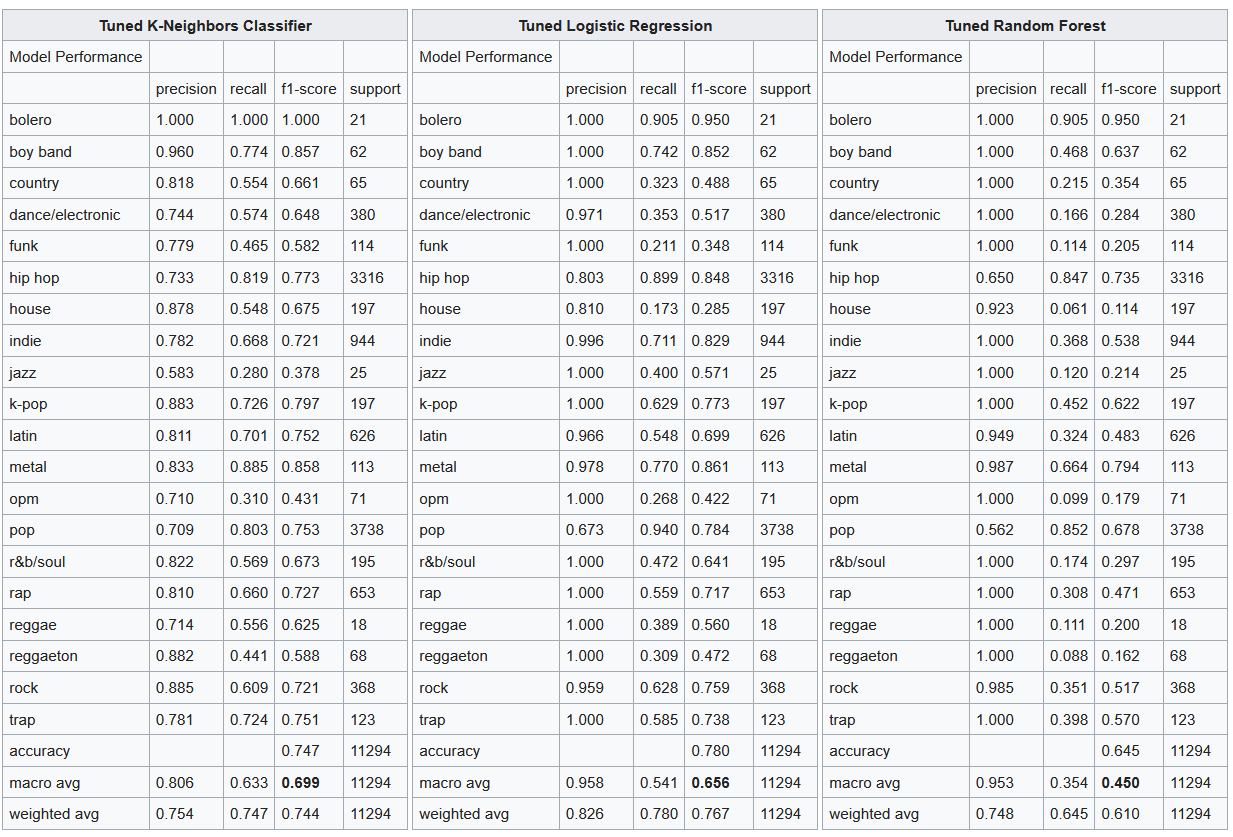 Tuned K-Neighbors Classifier Tuned Logistic Regression Tuned Random Forest
Model Performance Model Performance Model Performance
precision recall f1-score support precision recall f1-score support precision recall f1-score support
bolero 1.000 1.000 1.000 21 bolero 1.000 0.905 0.950 21 bolero 1.000 0.905 0.950 21
boy band 0.960 0.774 0.857 62 boy band 1.000 0.742 0.852 62 boy band 1.000 0.468 0.637 62
country 0.818 0.554 0.661 65 country 1.000 0.323 0.488 65 country 1.000 0.215 0.354 65
dance/electronic 0.744 0.574 0.648 380 dance/electronic 0.971 0.353 0.517 380 dance/electronic 1.000 0.166 0.284 380
funk 0.779 0.465 0.582 114 funk 1.000 0.211 0.348 114 funk 1.000 0.114 0.205 114
hip hop 0.733 0.819 0.773 3316 hip hop 0.803 0.899 0.848 3316 hip hop 0.650 0.847 0.735 3316
house 0.878 0.548 0.675 197 house 0.810 0.173 0.285 197 house 0.923 0.061 0.114 197
indie 0.782 0.668 0.721 944 indie 0.996 0.711 0.829 944 indie 1.000 0.368 0.538 944
jazz 0.583 0.280 0.378 25 jazz 1.000 0.400 0.571 25 jazz 1.000 0.120 0.214 25
k-pop 0.883 0.726 0.797 197 k-pop 1.000 0.629 0.773 197 k-pop 1.000 0.452 0.622 197
latin 0.811 0.701 0.752 626 latin 0.966 0.548 0.699 626 latin 0.949 0.324 0.483 626
metal 0.833 0.885 0.858 113 metal 0.978 0.770 0.861 113 metal 0.987 0.664 0.794 113
opm 0.710 0.310 0.431 71 opm 1.000 0.268 0.422 71 opm 1.000 0.099 0.179 71
pop 0.709 0.803 0.753 3738 pop 0.673 0.940 0.784 3738 pop 0.562 0.852 0.678 3738
r&b/soul 0.822 0.569 0.673 195 r&b/soul 1.000 0.472 0.641 195 r&b/soul 1.000 0.174 0.297 195
rap 0.810 0.660 0.727 653 rap 1.000 0.559 0.717 653 rap 1.000 0.308 0.471 653
reggae 0.714 0.556 0.625 18 reggae 1.000 0.389 0.560 18 reggae 1.000 0.111 0.200 18
reggaeton 0.882 0.441 0.588 68 reggaeton 1.000 0.309 0.472 68 reggaeton 1.000 0.088 0.162 68
rock 0.885 0.609 0.721 368 rock 0.959 0.628 0.759 368 rock 0.985 0.351 0.517 368
trap 0.781 0.724 0.751 123 trap 1.000 0.585 0.738 123 trap 1.000 0.398 0.570 123
accuracy 0.747 11294 accuracy 0.780 11294 accuracy 0.645 11294
macro avg 0.806 0.633 0.699 11294 macro avg 0.958 0.541 0.656 11294 macro avg 0.953 0.354 0.450 11294
weighted avg 0.754 0.747 0.744 11294 weighted avg 0.826 0.780 0.767 11294 weighted avg 0.748 0.645 0.610 11294